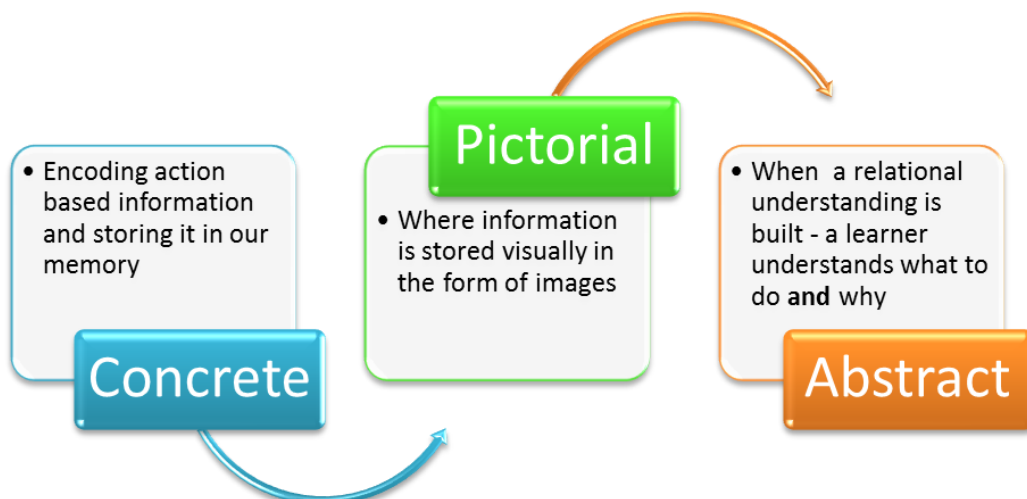 • Encoding action
based information
and storing it in our
memory
Concrete
Pictorial
• Where information
is stored visually in
the form of images
• When a relational
understanding is
built - a learner
understands what to
do and why
Abstract